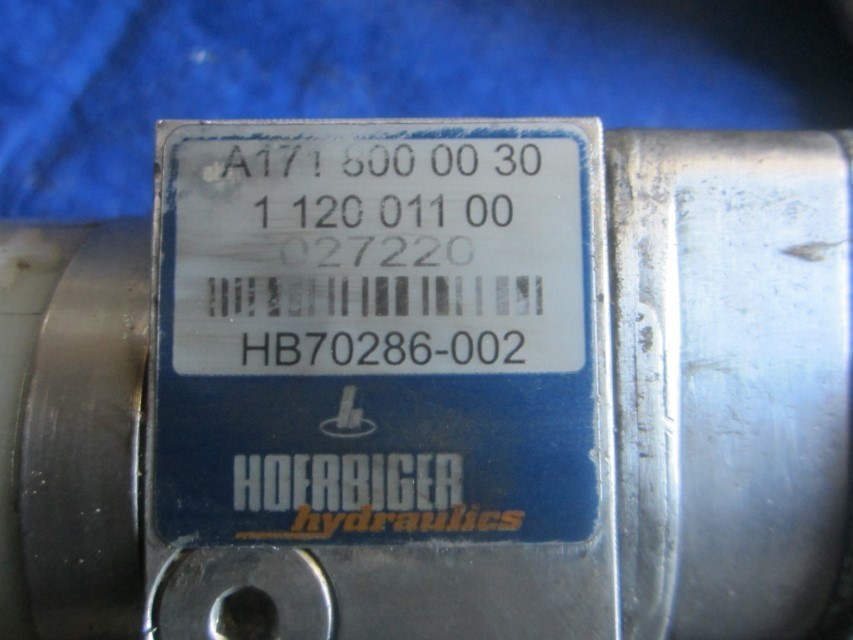 A171 800 00 30
1 120 011 00
027220
HB70286-002
HOERBIGER
hydraulics